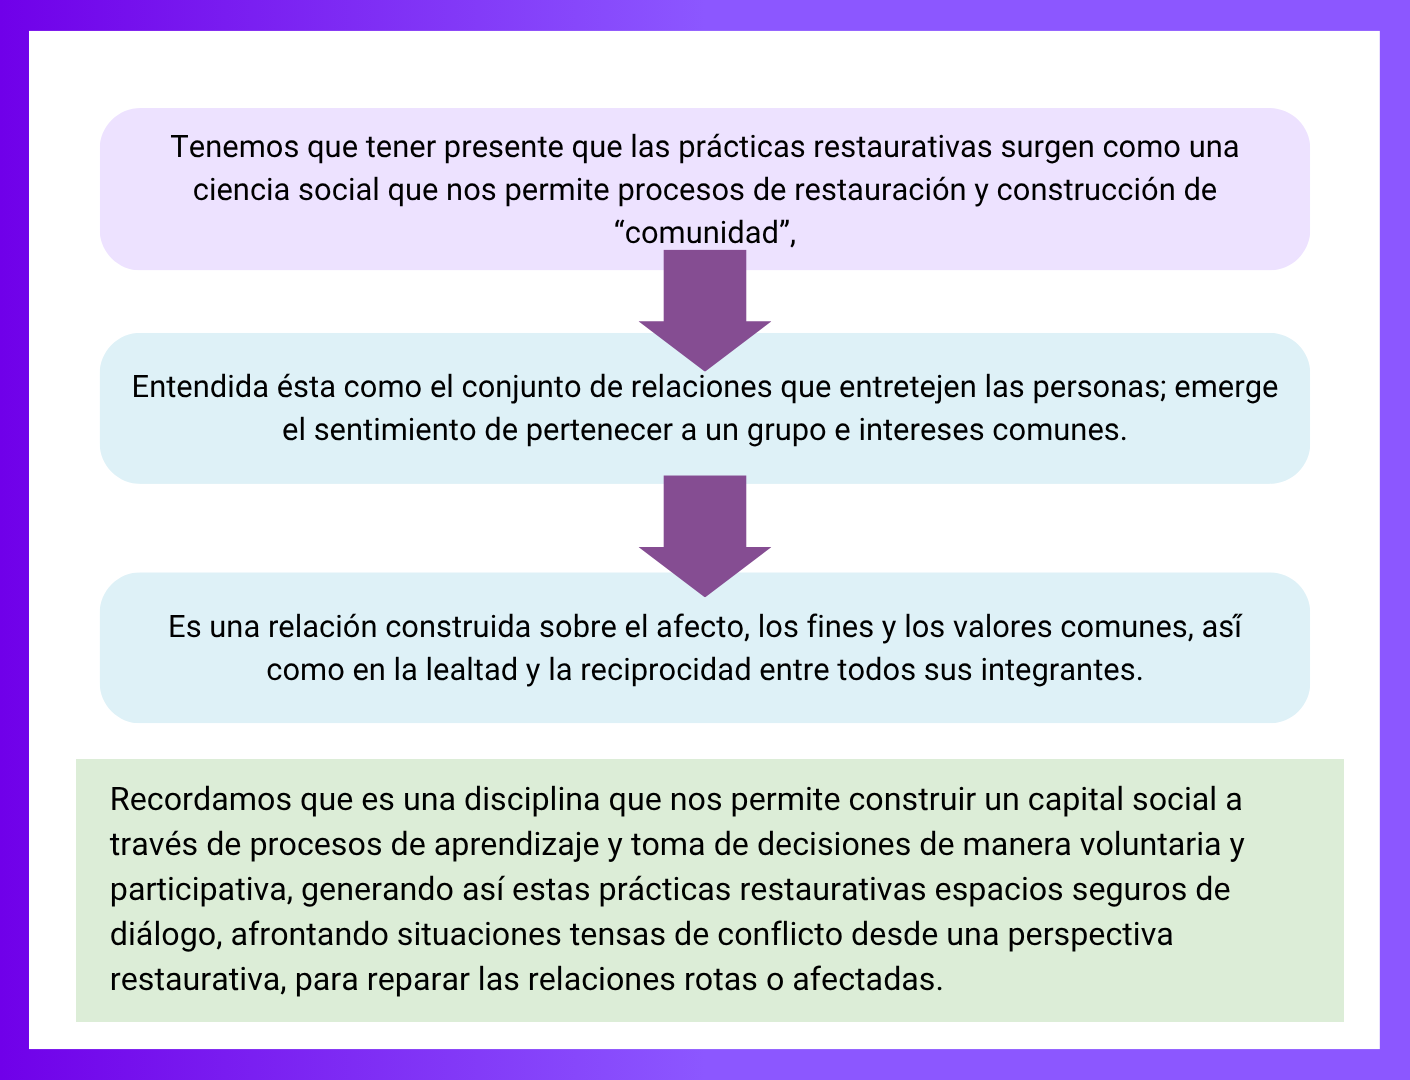 Tenemos que tener presente que las prácticas restaurativas surgen como una
ciencia social que nos permite procesos de restauración y construcción de
“comunidad”,
Entendida ésta como el conjunto de relaciones que entretejen las personas; emerge
el sentimiento de pertenecer a un grupo e intereses comunes.
Es una relación construida sobre el afecto, los fines y los valores comunes, así́
como en la lealtad y la reciprocidad entre todos sus integrantes.
Recordamos que es una disciplina que nos permite construir un capital social a
través de procesos de aprendizaje y toma de decisiones de manera voluntaria y
participativa, generando así estas prácticas restaurativas espacios seguros de
diálogo, afrontando situaciones tensas de conflicto desde una perspectiva
restaurativa, para reparar las relaciones rotas o afectadas.